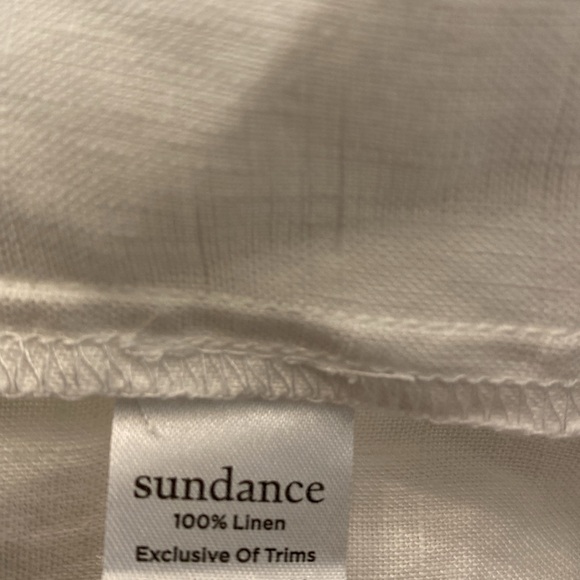 sundance
100% Linen
Exclusive Of Trims